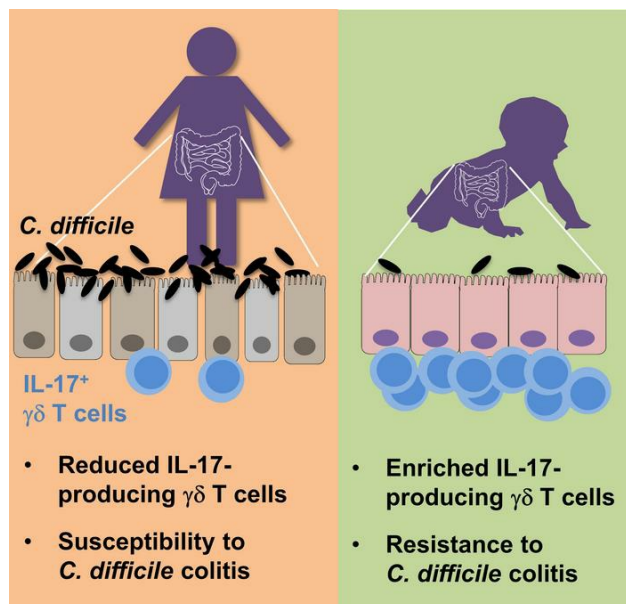 C. difficile
IL-17⁺
γδ T cells
• Reduced IL-17-
producing γδ T cells
• Susceptibility to
C. difficile colitis
• Enriched IL-17-
producing γδ T cells
• Resistance to
C. difficile colitis